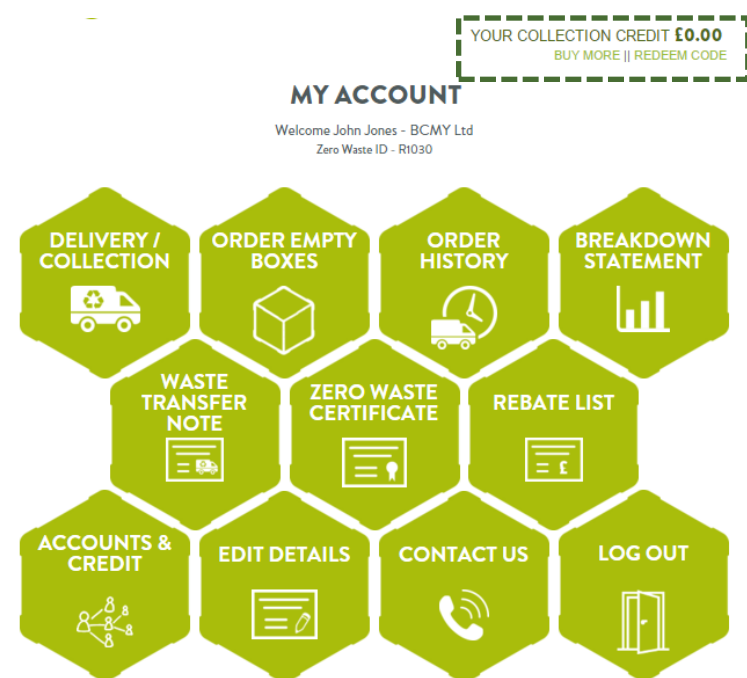 YOUR COLLECTION CREDIT £0.00
BUY MORE || REDEEM CODE
MY ACCOUNT
Welcome John Jones - BCMY Ltd
Zero Waste ID - R1030
DELIVERY /
COLLECTION
ORDER EMPTY
BOXES
ORDER
HISTORY
BREAKDOWN
STATEMENT
WASTE
TRANSFER
NOTE
ZERO WASTE
CERTIFICATE
REBATE LIST
£
ACCOUNTS &
CREDIT
EDIT DETAILS
CONTACT US
LOG OUT